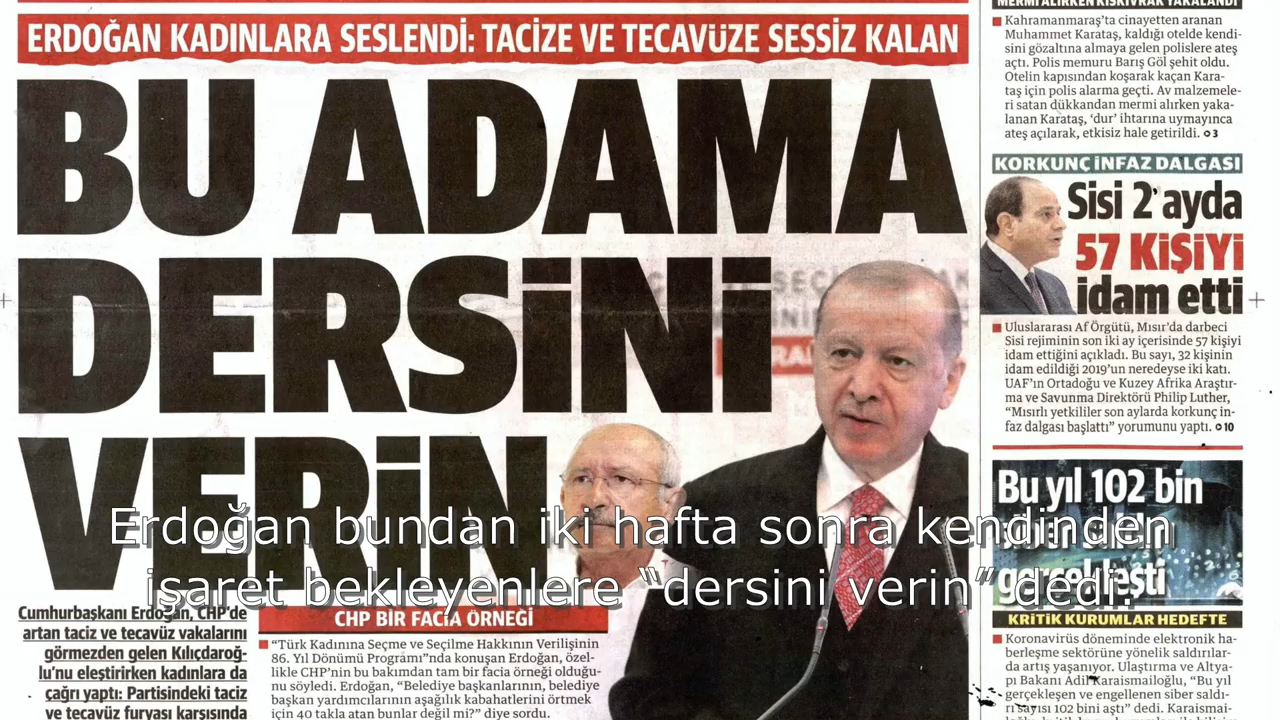 ERDOĞAN KADINLARA SESLENDİ: TACİZE VE TECAVÜZE SESSİZ KALAN
BU ADAMA
DERSİNİ
VERİN
Erdoğan bundan iki hafta sonra kendinden
işaret bekleyenlere “dersini verin” dedi.
Cumhurbaşkanı Erdoğan, CHP'de
artan taciz ve tecavüz vakalarını
görmezden gelen Kılıçdaroğ-
lu'nu eleştirirken kadınlara da
çağrı yaptı: Partisindeki taciz
ve tecavüz furyası karşısında
CHP BİR FACİA ÖRNEĞİ
“Türk Kadınına Seçme ve Seçilme Hakkının Verilişinin
86. Yıl Dönümü Programı”nda konuşan Erdoğan, özel-
likle CHP'nin bu bakımdan tam bir facia örneği olduğu-
nu söyledi. Erdoğan, “Belediye başkanlarının, belediye
başkan yardımcılarının aşağılık kabahatlerini örtmek
için 40 takla atan bunlar değil mi?” diye sordu.
MERMİ ALIRKEN KISKIVRAK YAKALANDI
Kahramanmaraş'ta cinayetten aranan
Muhammet Karataş, kaldığı otelde kendi-
sini gözaltına almaya gelen polislere ateş
açtı. Polis memuru Barış Göl şehit oldu.
Otelin kapısından koşarak kaçan Kara-
taş için polis alarma geçti. Av malzemele-
ri satan dükkandan mermi alırken yaka-
lanan Karataş, ‘dur’ ihtarına uymayınca
ateş açılarak, etkisiz hale getirildi. 3
KORKUNÇ İNFAZ DALGASI
Sisi 2 ayda
57 KİŞİYİ
idam etti
Uluslararası Af Örgütü, Mısır'da darbeci
Sisi rejiminin son iki ay içerisinde 57 kişiyi
idam ettiğini açıkladı. Bu sayı, 32 kişinin
idam edildiği 2019'un neredeyse iki katı.
UAF'ın Ortadoğu ve Kuzey Afrika Araştır-
ma ve Savunma Direktörü Philip Luther,
“Mısırlı yetkililer son aylarda korkunç in-
faz dalgası başlattı” yorumunu yaptı. 10
Bu yıl 102 bin
gerçekleşti
KRİTİK KURUMLAR HEDEFTE
Koronavirüs döneminde elektronik ha-
berleşme sektörüne yönelik saldırılar-
da artış yaşanıyor. Ulaştırma ve Altya-
pı Bakanı Adil Karaismailoğlu, “Bu yıl
gerçekleşen ve engellenen siber saldı-
rı sayısı 102 bini aştı” dedi. Karaismai-